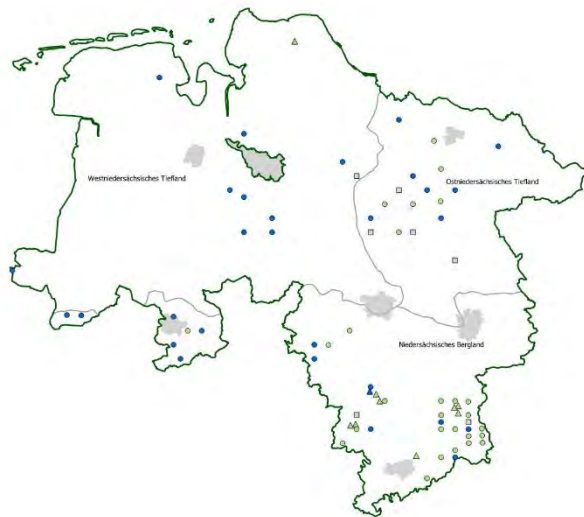 Westniedersächsisches Tiefland
Ostniedersächsisches Tiefland
Niedersächsisches Bergland